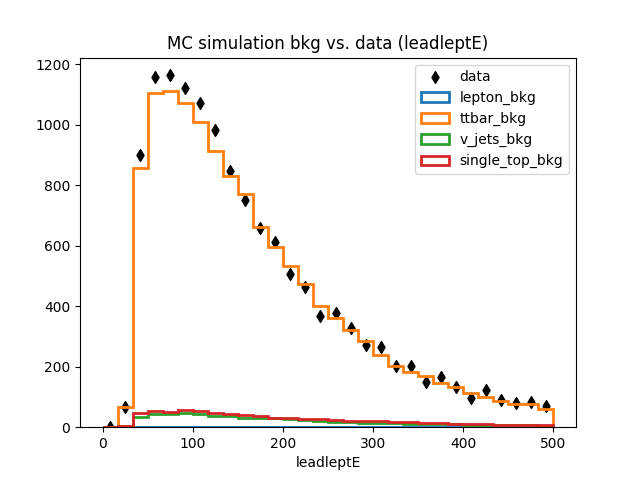 MC simulation bkg vs. data (leadleptE)
1200
1000
800
600
400
200
0
data
lepton_bkg
ttbar_bkg
v_jets_bkg
single_top_bkg
0 100 200 300 400 500
leadleptE